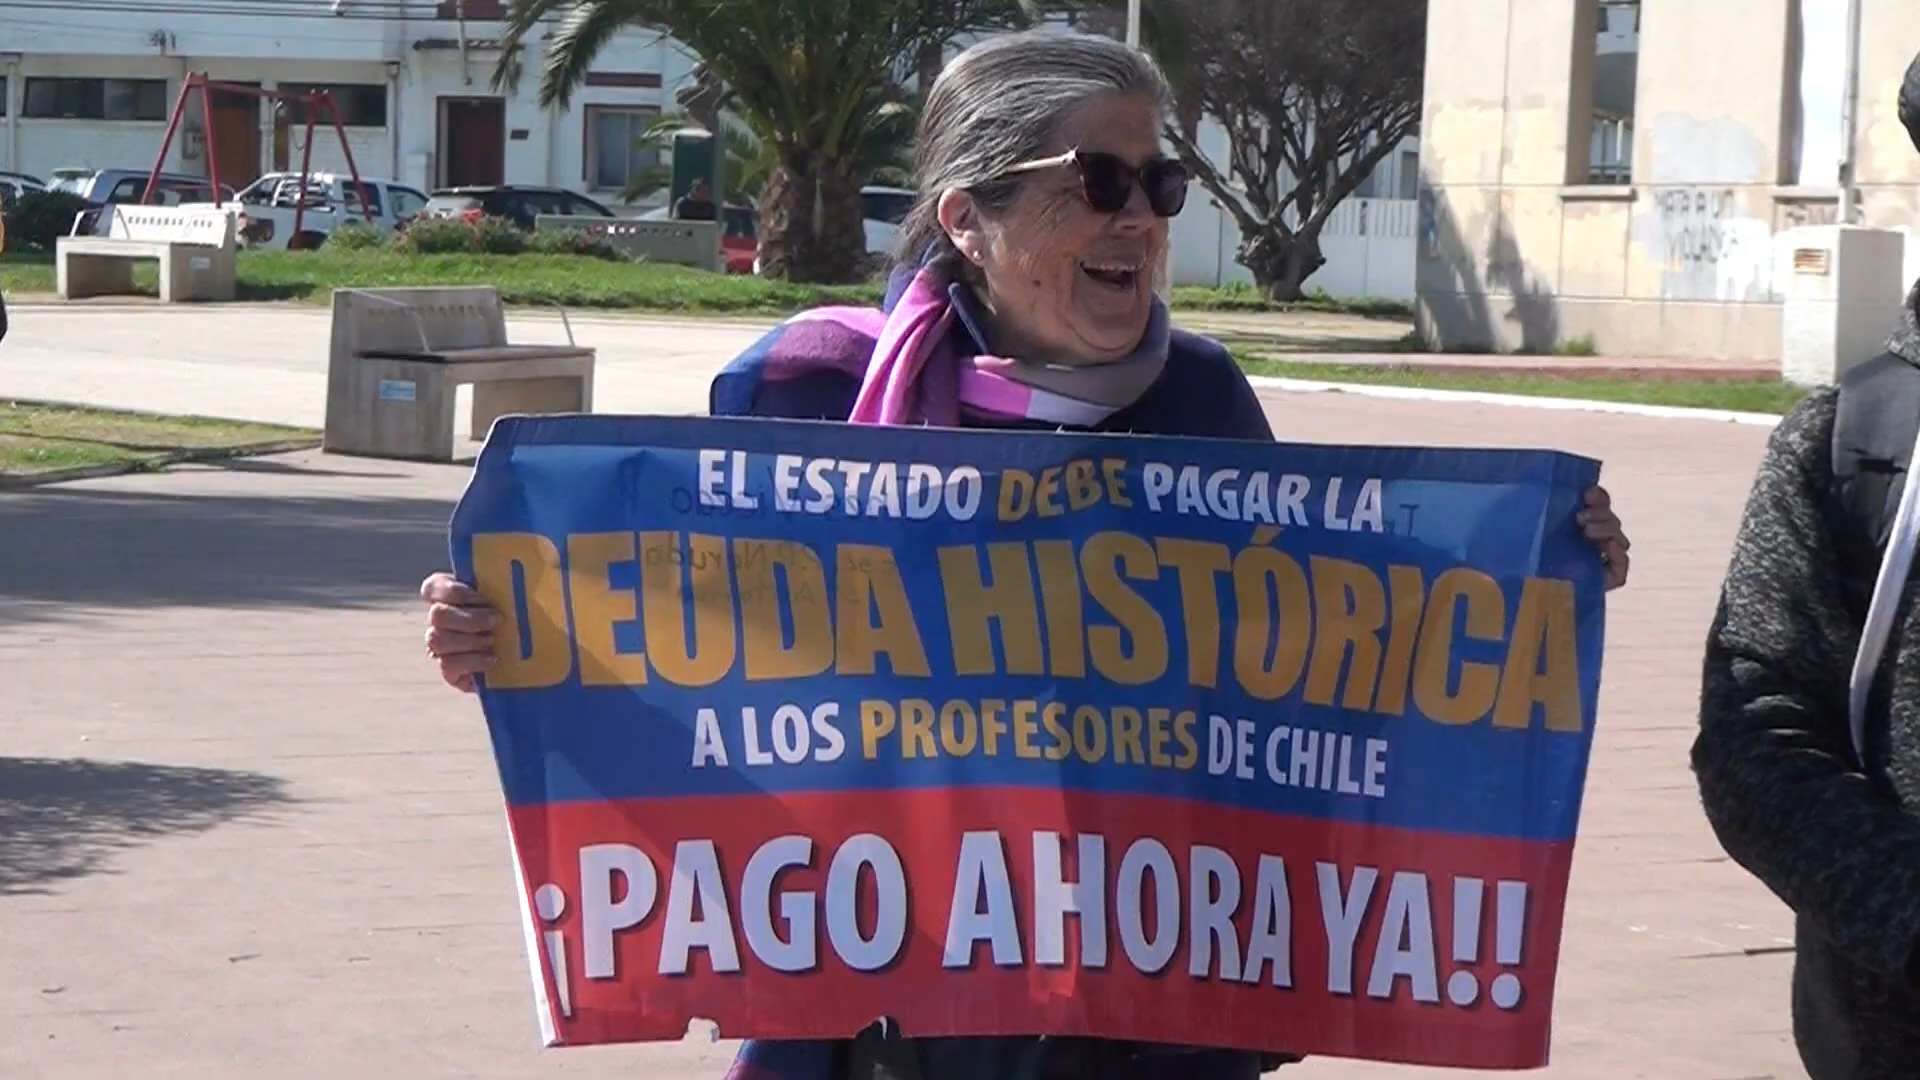 EL ESTADO DEBE PAGAR LA
DEUDA HISTÓRICA
A LOS PROFESORES DE CHILE
¡PAGO AHORA YA!!